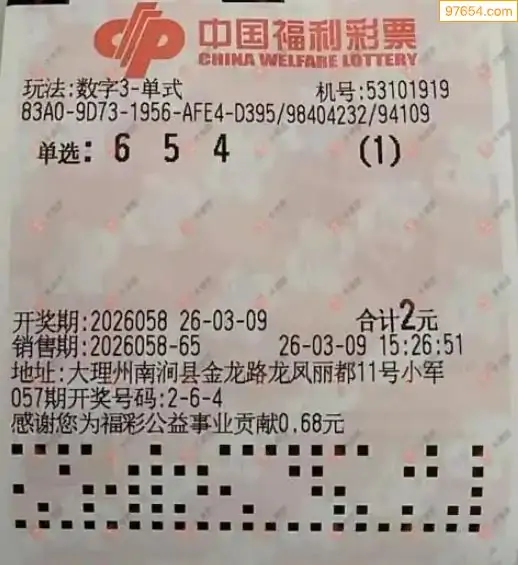 97654.com
中国福利彩票
CHINA WELFARE LOTTERY
玩法:数字3-单式 机号:53101919
83A0-9D73-1956-AFE4-D395/98404232/94109
单选: 6 5 4 (1)
开奖期:2026058 26-03-09 合计2元
销售期:2026058-65 26-03-09 15:26:51
地址:大理州南涧县金龙路龙凤丽都11号小军
057期开奖号码:2-6-4
感谢您为福彩公益事业贡献0.68元